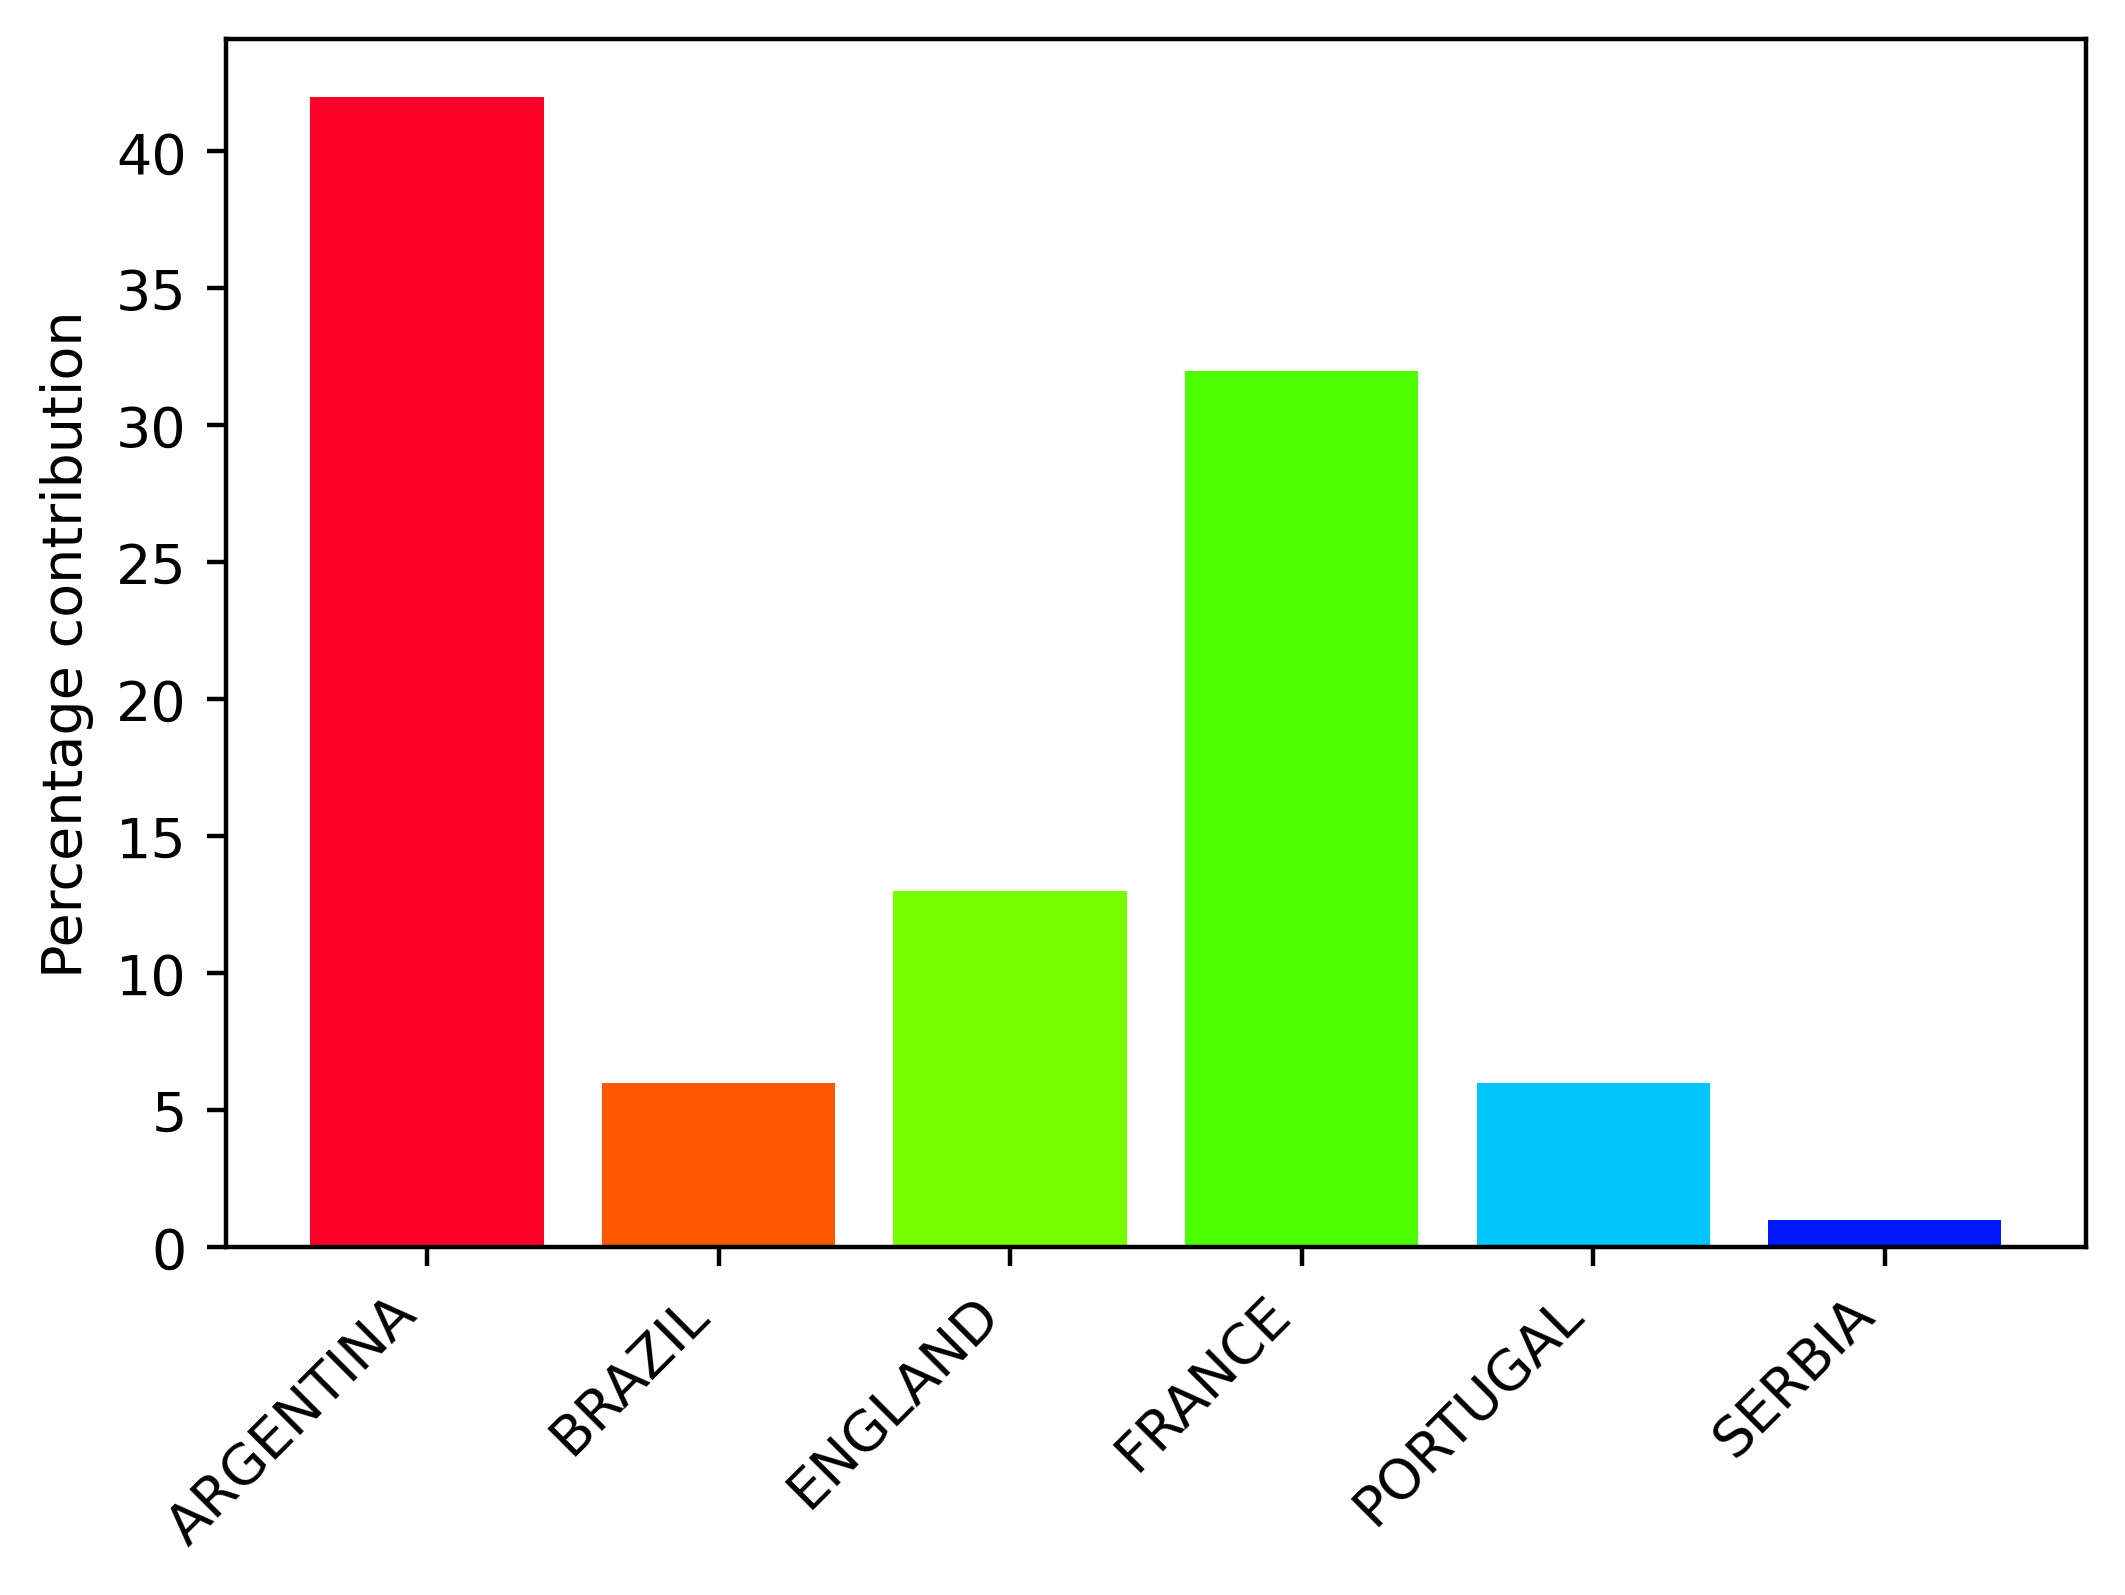 Percentage contribution
40
35
30
25
20
15
10
5
0
ARGENTINA
BRAZIL
ENGLAND
FRANCE
PORTUGAL
SERBIA